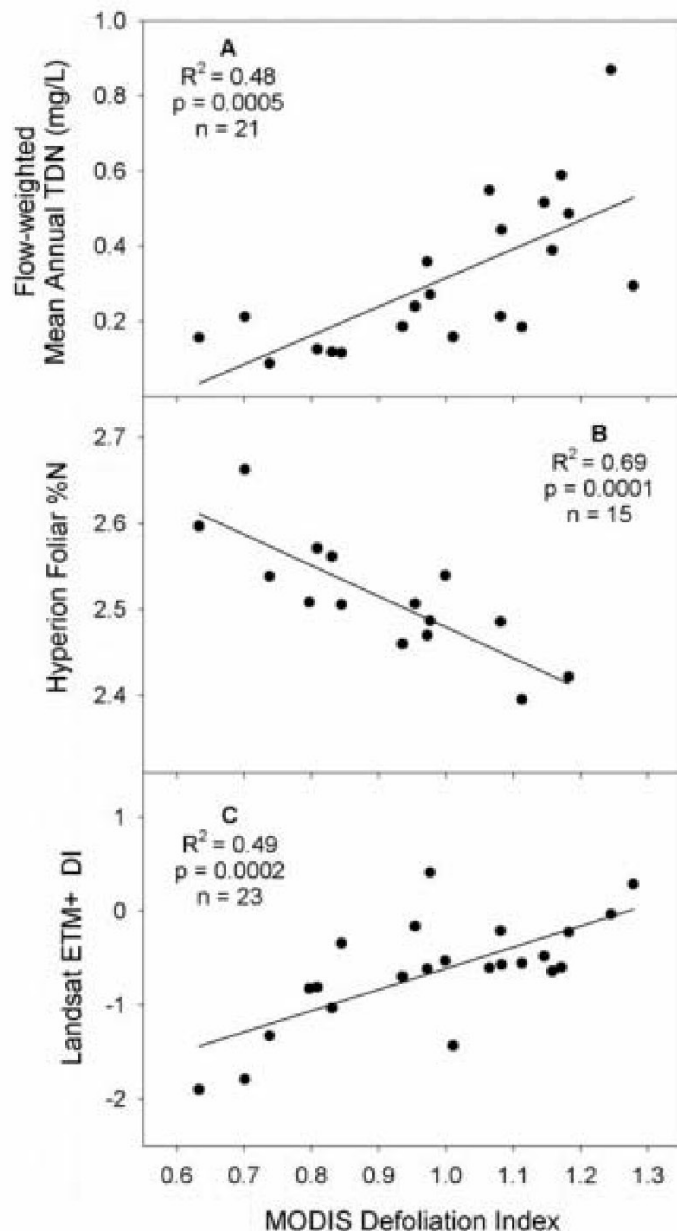 Flow-weighted
Mean Annual TDN (mg/L)
1.0
0.8
0.6
0.4
0.2
A
R² = 0.48
p = 0.0005
n = 21
Hyperion Foliar %N
2.7
2.6
2.5
2.4
B
R² = 0.69
p = 0.0001
n = 15
Landsat ETM+ DI
1
0
-1
-2
C
R² = 0.49
p = 0.0002
n = 23
0.6 0.7 0.8 0.9 1.0 1.1 1.2 1.3
MODIS Defoliation Index